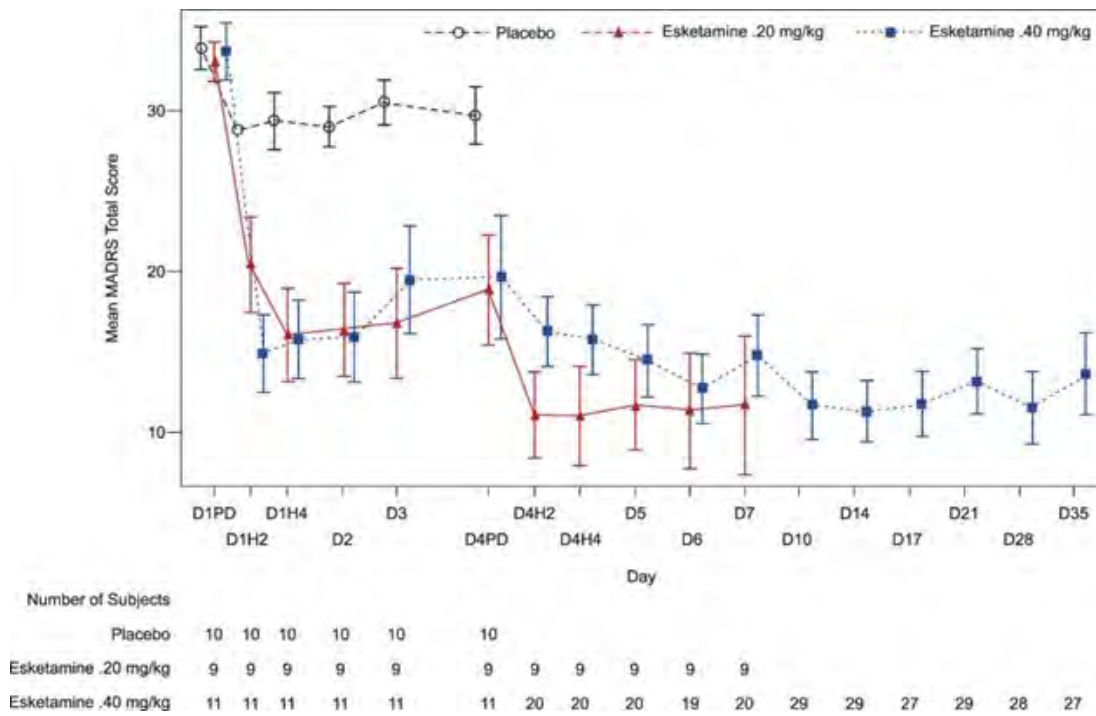 Placebo Esketamine .20 mg/kg Esketamine .40 mg/kg
30
20
10
Mean MADRS Total Score
D1PD D1H4 D3 D4H2 D5 D7 D14 D21 D35
D1H2 D2 D4PD D4H4 D6 D10 D17 D28
Day
Number of Subjects
Placebo 10 10 10 10 10 10
Esketamine .20 mg/kg 9 9 9 9 9 9 9 9 9 9 9
Esketamine .40 mg/kg 11 11 11 11 11 11 20 20 20 19 20 29 29 27 29 28 27